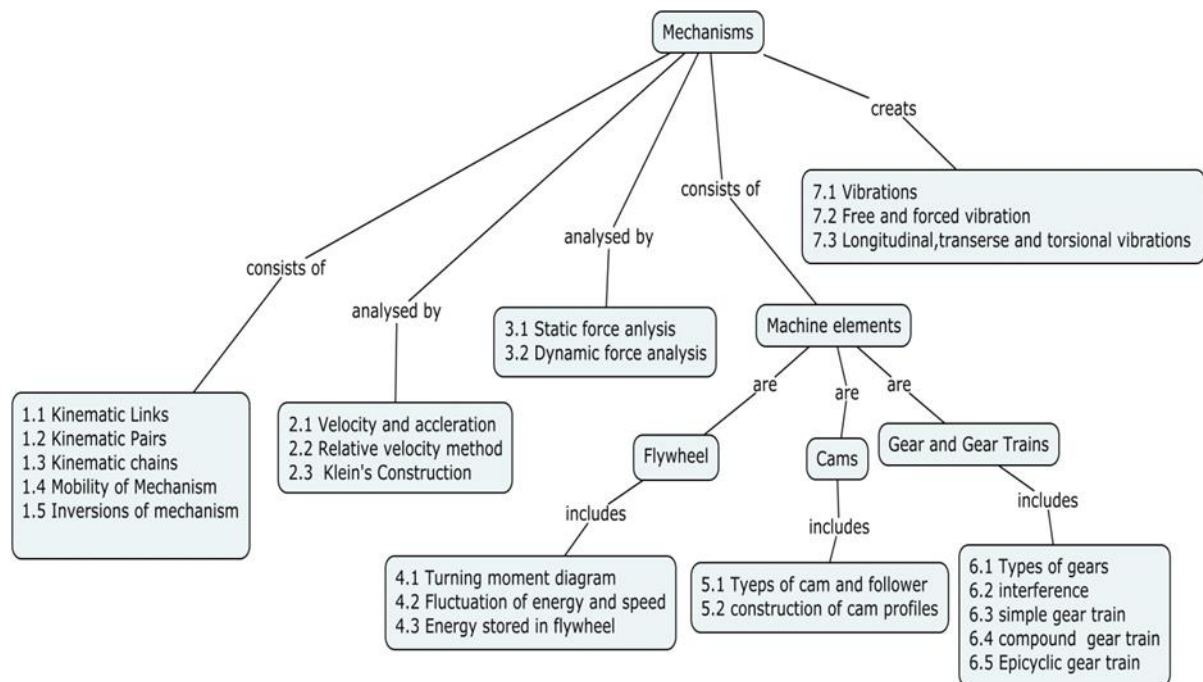 Mechanisms
creats
7.1 Vibrations
7.2 Free and forced vibration
7.3 Longitudinal,transerse and torsional vibrations
consists of
analysed by
consists of
analysed by
3.1 Static force anlysis
3.2 Dynamic force analysis
Machine elements
1.1 Kinematic Links
1.2 Kinematic Pairs
1.3 Kinematic chains
1.4 Mobility of Mechanism
1.5 Inversions of mechanism
2.1 Velocity and accleration
2.2 Relative velocity method
2.3 Klein's Construction
are
are
are
Flywheel
Cams
Gear and Gear Trains
includes
includes
includes
4.1 Turning moment diagram
4.2 Fluctuation of energy and speed
4.3 Energy stored in flywheel
5.1 Tyeps of cam and follower
5.2 construction of cam profiles
6.1 Types of gears
6.2 interference
6.3 simple gear train
6.4 compound gear train
6.5 Epicyclic gear train